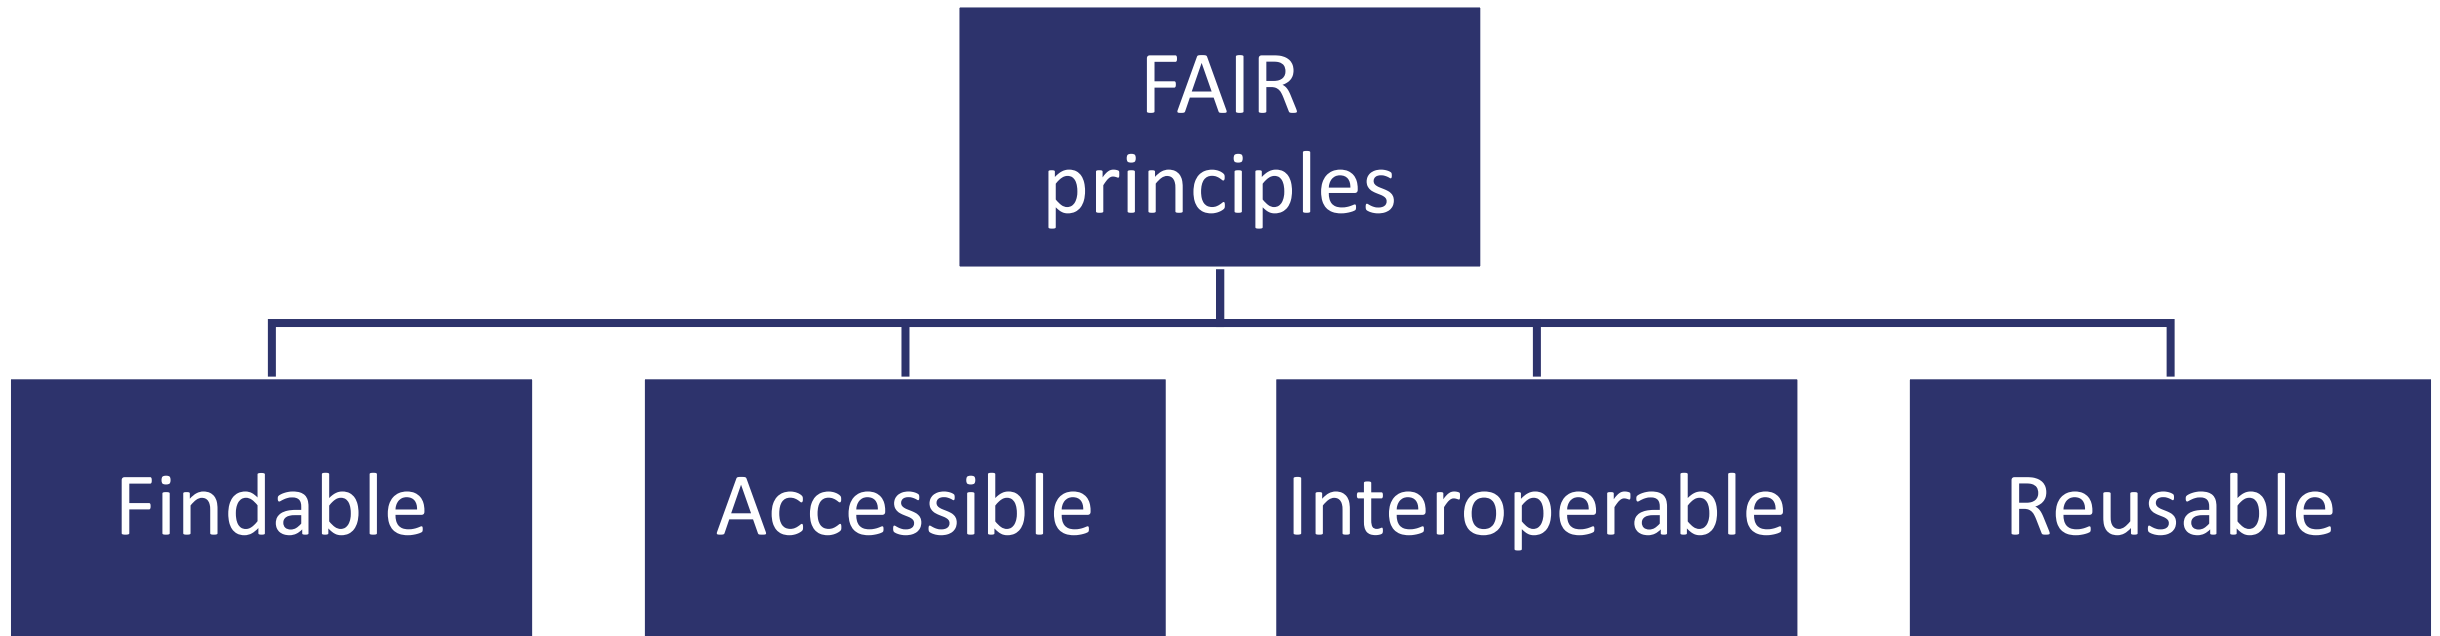 FAIR
principles
Findable
Accessible
Interoperable
Reusable